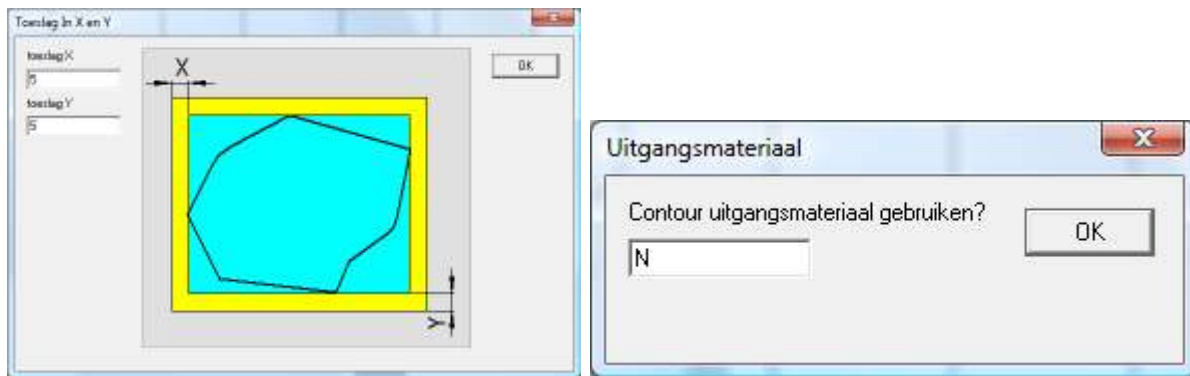 Toeslag In X en Y
toeslag X
5
toeslag Y
5
X
Y
OK
Uitgangsmateriaal
Contour uitgangsmateriaal gebruiken?
N
OK